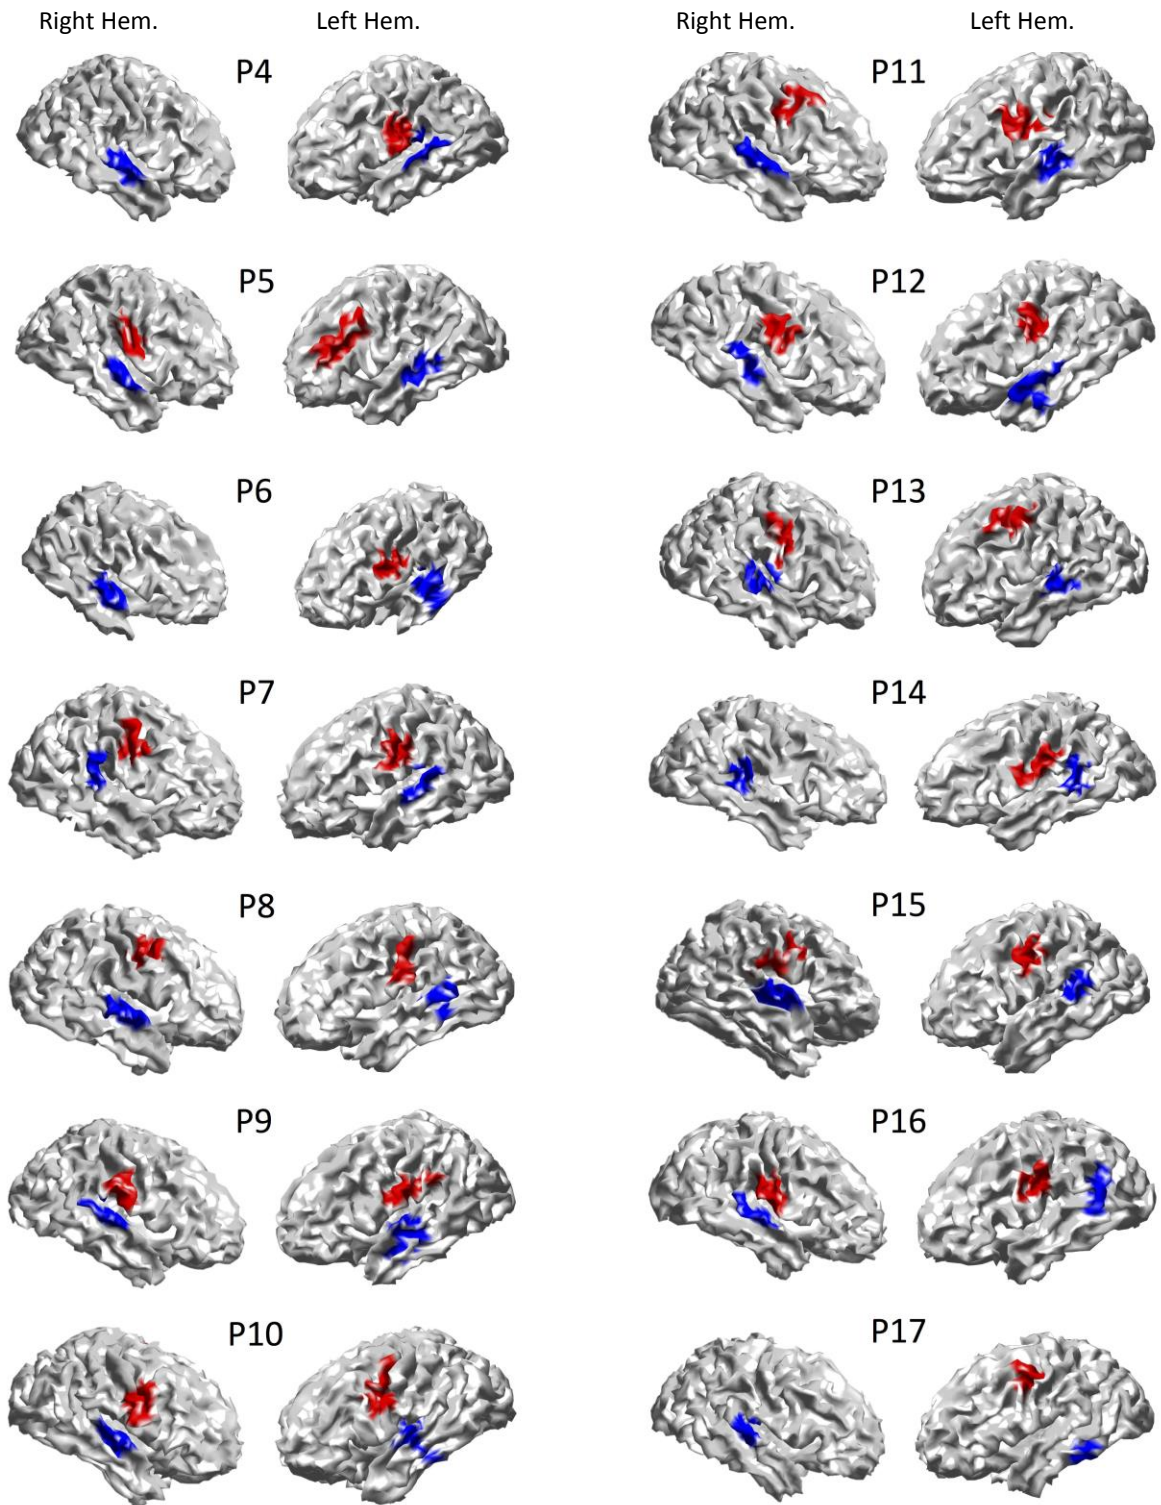 Right Hem. Left Hem. Right Hem. Left Hem.
P4 P11
P5 P12
P6 P13
P7 P14
P8 P15
P9 P16
P10 P17